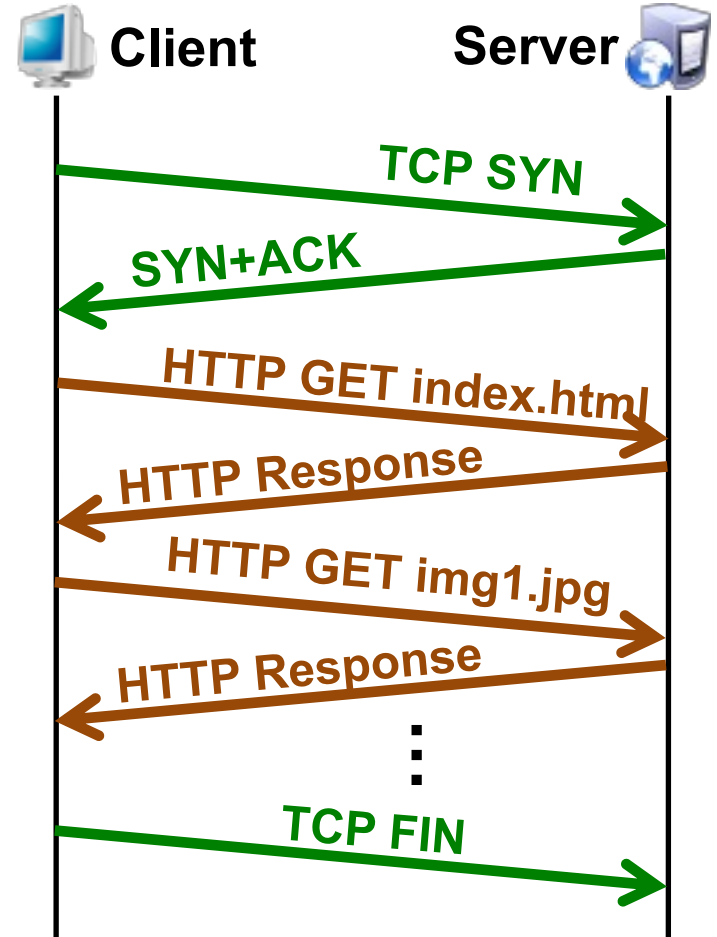 Client
Server
TCP SYN
SYN+ACK
HTTP GET index.html
HTTP Response
HTTP GET img1.jpg
HTTP Response
⋮
TCP FIN